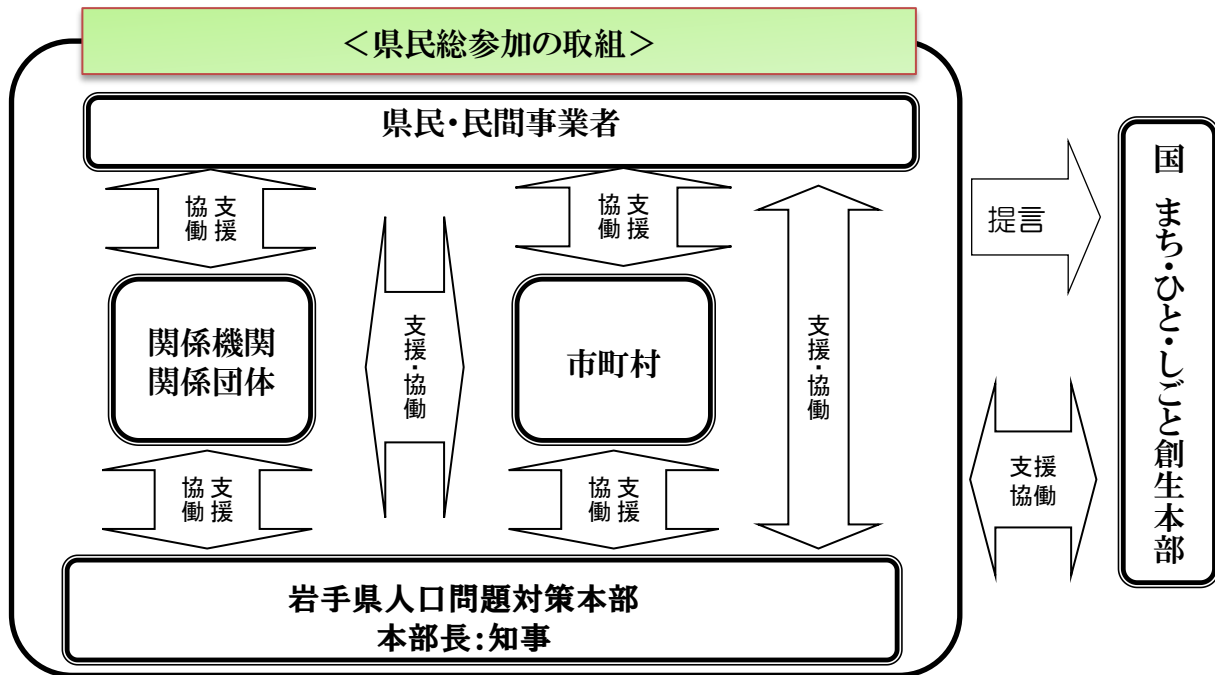 ＜県民総参加の取組＞
県民・民間事業者
支援
協働
支援
協働
提言
国 まち・ひと・しごと創生本部
関係機関
関係団体
支援・協働
市町村
支援・協働
支援
協働
支援
協働
支援
協働
岩手県人口問題対策本部
本部長：知事